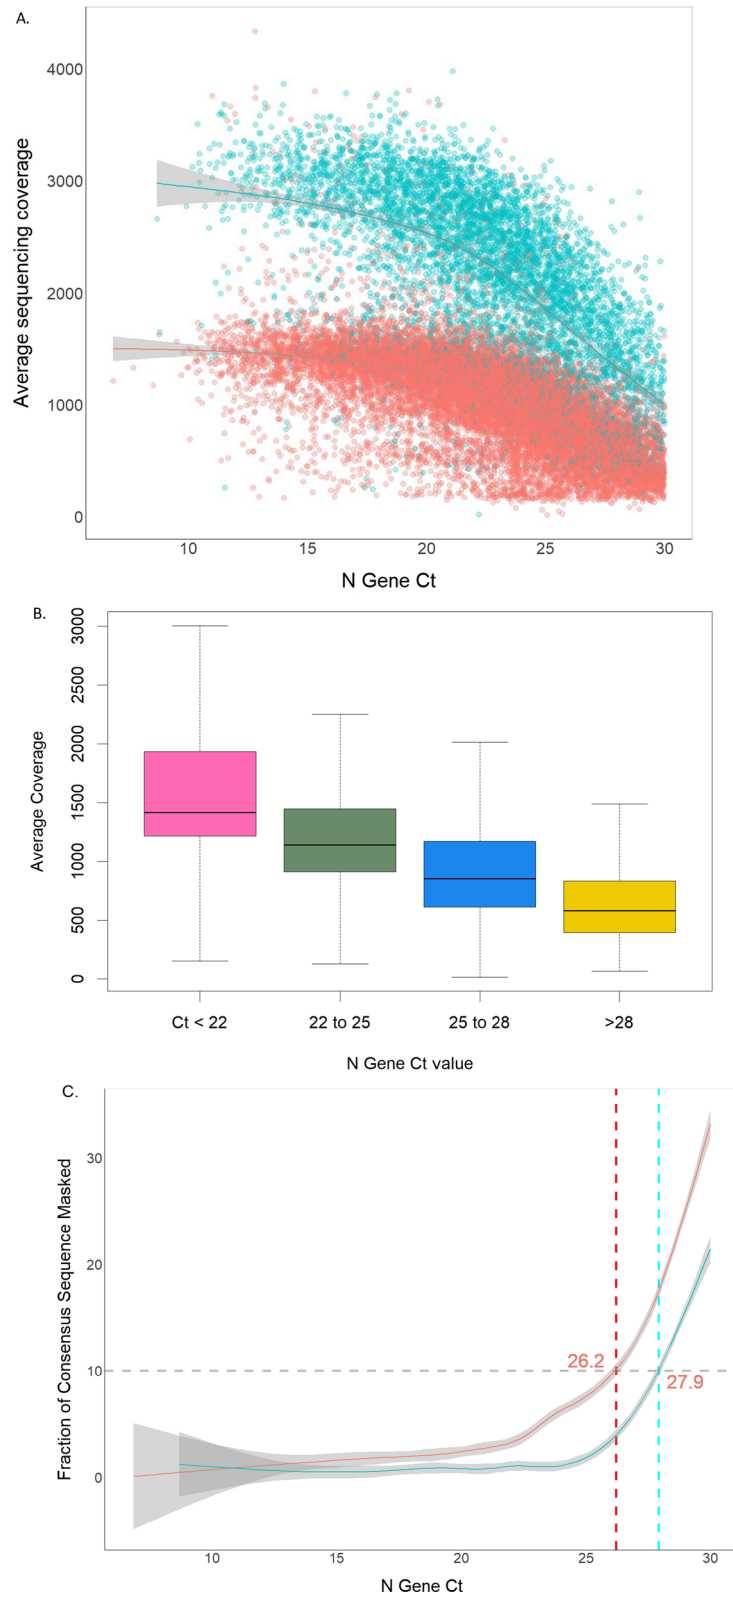 A.
Average sequencing coverage
4000
3000
2000
1000
0
10 15 20 25 30
N Gene Ct
B.
Average Coverage
3000
2500
2000
1500
1000
500
0
Ct < 22 22 to 25 25 to 28 >28
N Gene Ct value
C.
Fraction of Consensus Sequence Masked
30
20
10
0
26.2
27.9
10 15 20 25 30
N Gene Ct